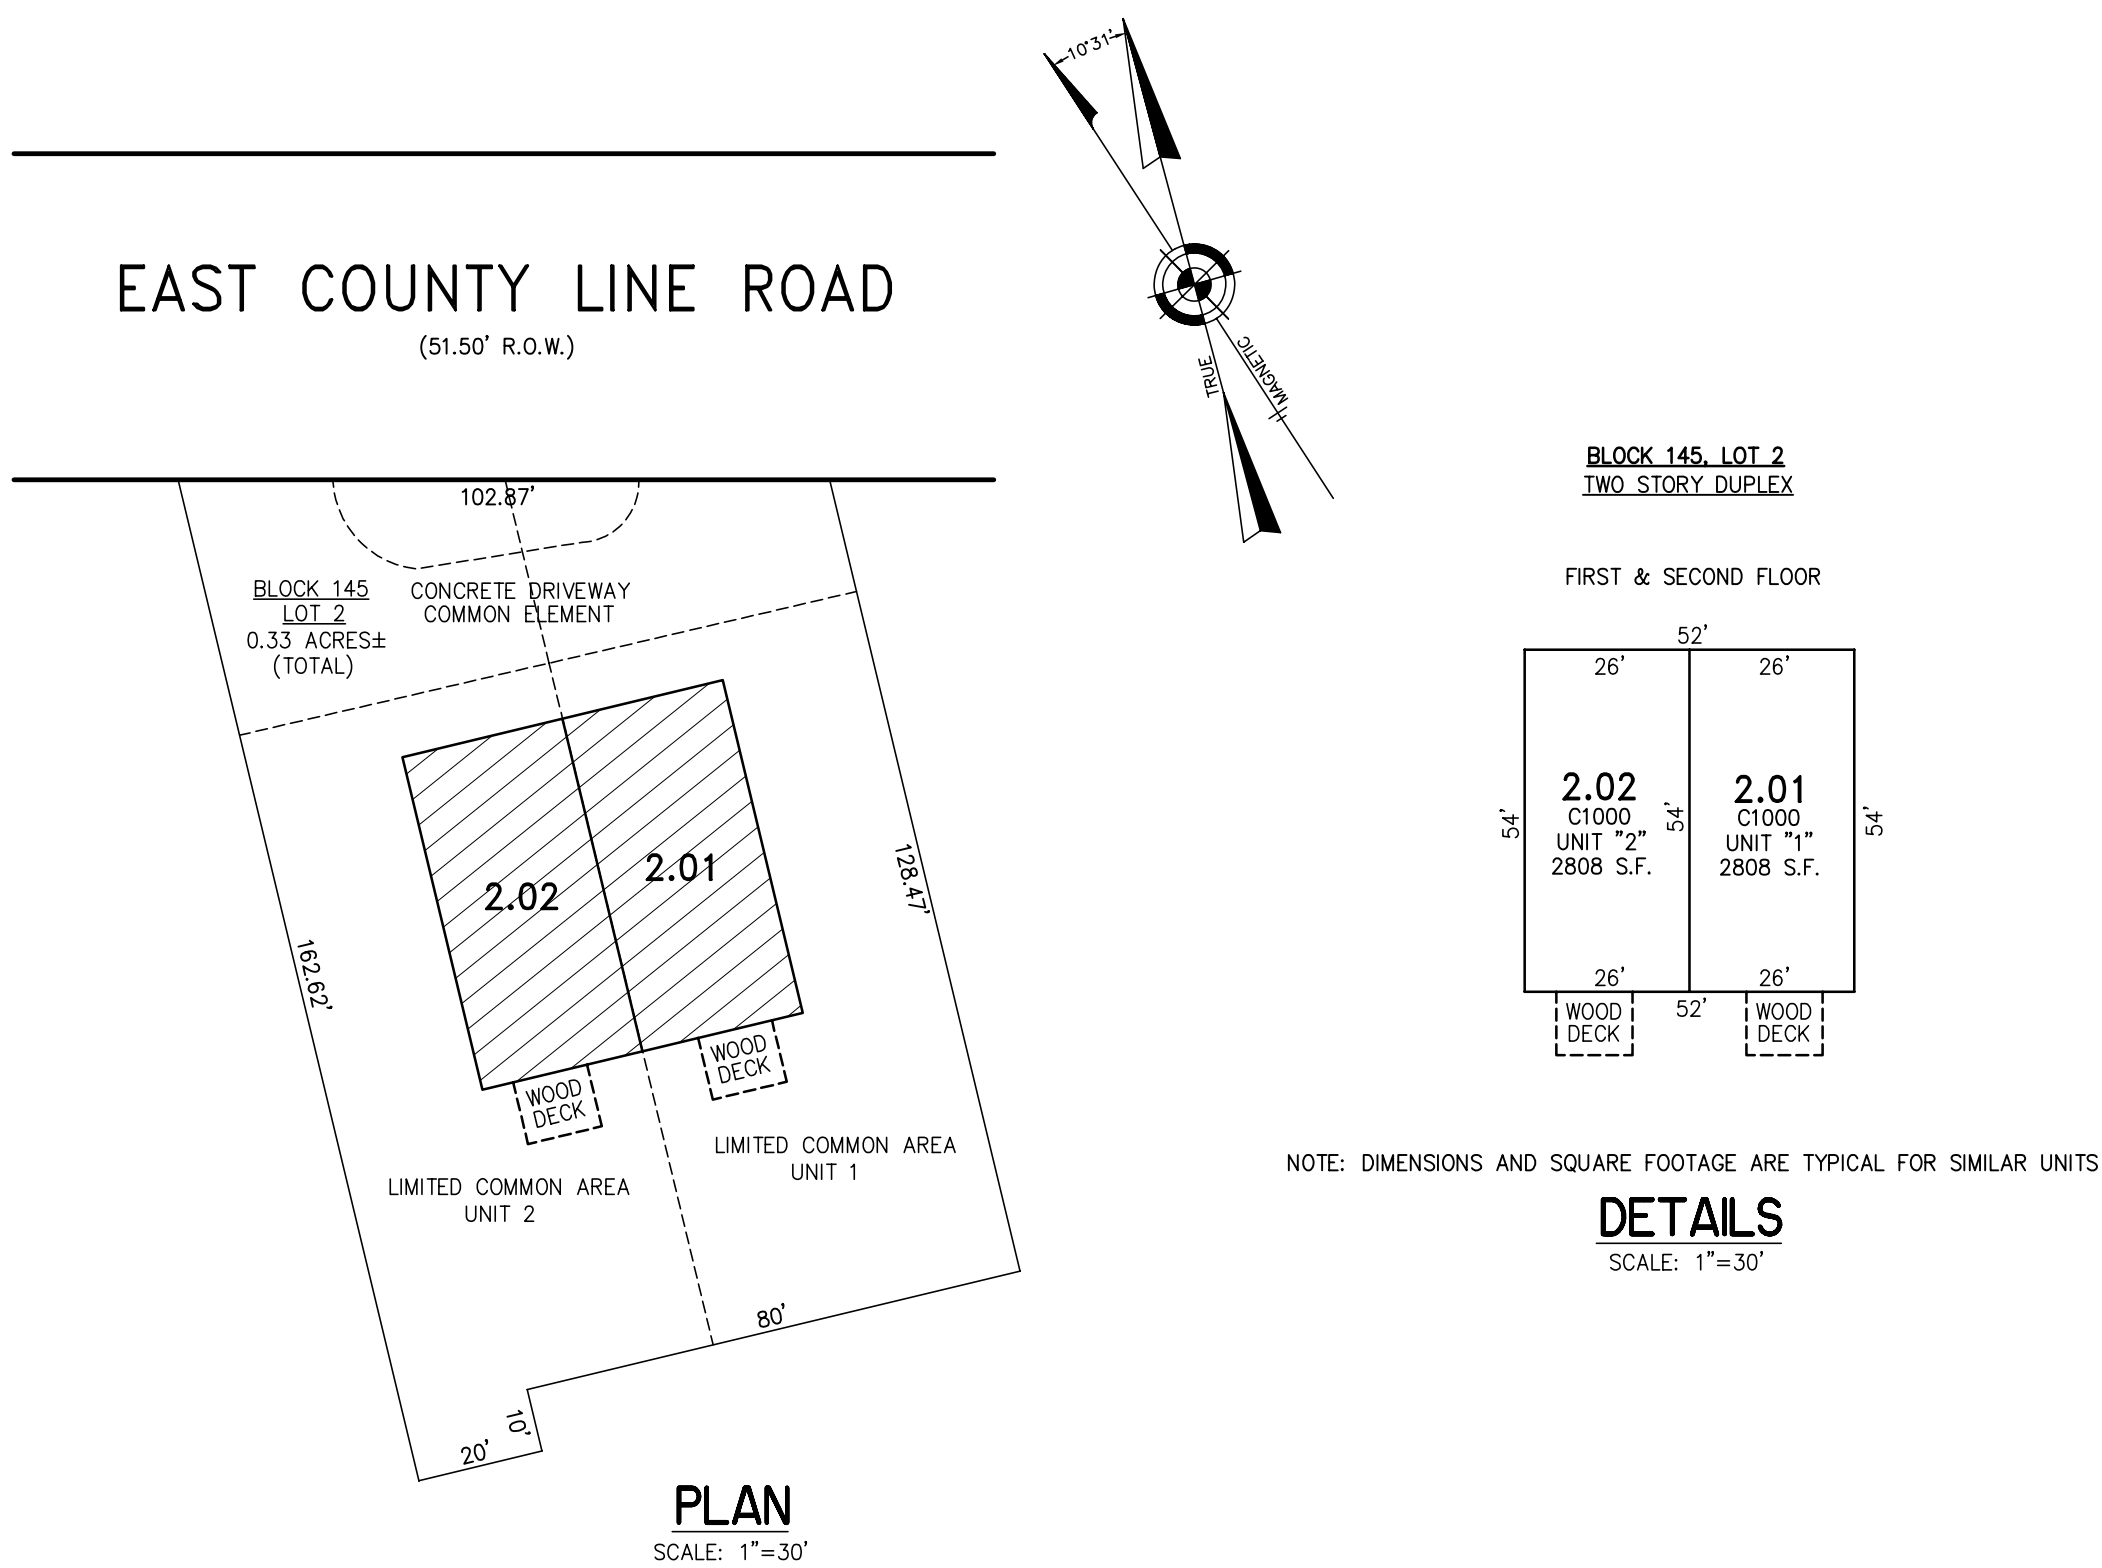 10°31'
EAST COUNTY LINE ROAD
(51.50' R.O.W.)
TRUE
MAGNETIC
102.87'
BLOCK 145
LOT 2
0.33 ACRES±
(TOTAL)
CONCRETE DRIVEWAY
COMMON ELEMENT
2.02
2.01
128.47'
162.62'
WOOD
DECK
WOOD
DECK
LIMITED COMMON AREA
UNIT 1
LIMITED COMMON AREA
UNIT 2
80'
10'
20'
PLAN
SCALE: 1"=30'
BLOCK 145, LOT 2
TWO STORY DUPLEX
FIRST & SECOND FLOOR
52'
26'
26'
54'
2.02
C1000
UNIT "2"
2808 S.F.
54'
2.01
C1000
UNIT "1"
2808 S.F.
54'
26'
26'
52'
WOOD
DECK
WOOD
DECK
NOTE: DIMENSIONS AND SQUARE FOOTAGE ARE TYPICAL FOR SIMILAR UNITS
DETAILS
SCALE: 1"=30'